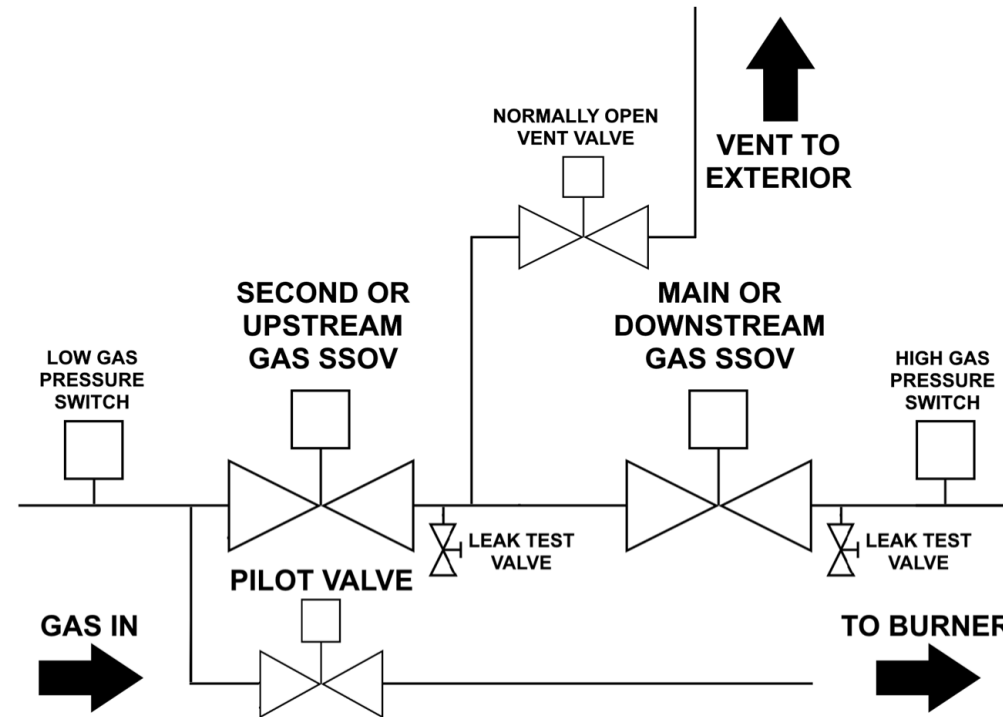 NORMALLY OPEN
VENT VALVE
VENT TO
EXTERIOR
SECOND OR
UPSTREAM
GAS SSOV
MAIN OR
DOWNSTREAM
GAS SSOV
LOW GAS
PRESSURE
SWITCH
HIGH GAS
PRESSURE
SWITCH
LEAK TEST
VALVE
LEAK TEST
VALVE
PILOT VALVE
GAS IN
TO BURNER